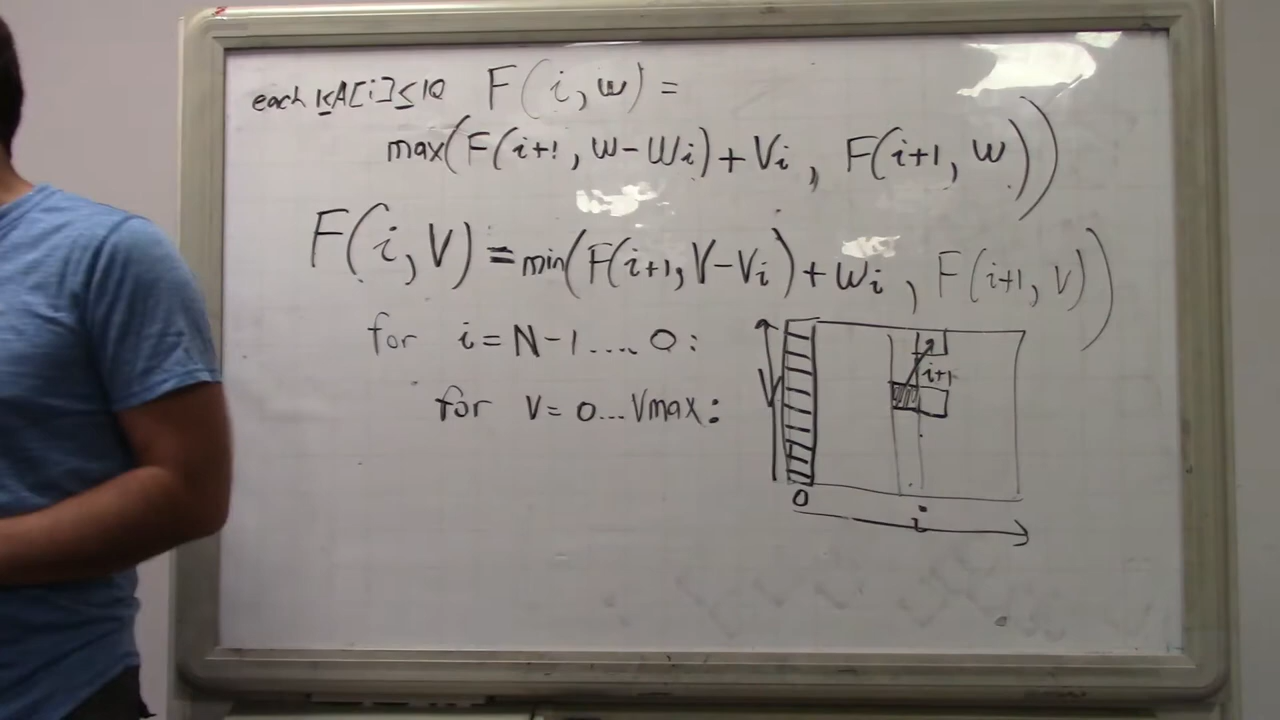 each 1≤A[i]≤10 F(i, w) =
max(F(i+1, w-wi) + Vi, F(i+1, w))
F(i, V) = min(F(i+1, V-Vi) + wi, F(i+1, V))
for i = N-1 .... 0:
for V = 0...Vmax:
V
i+1
0
i